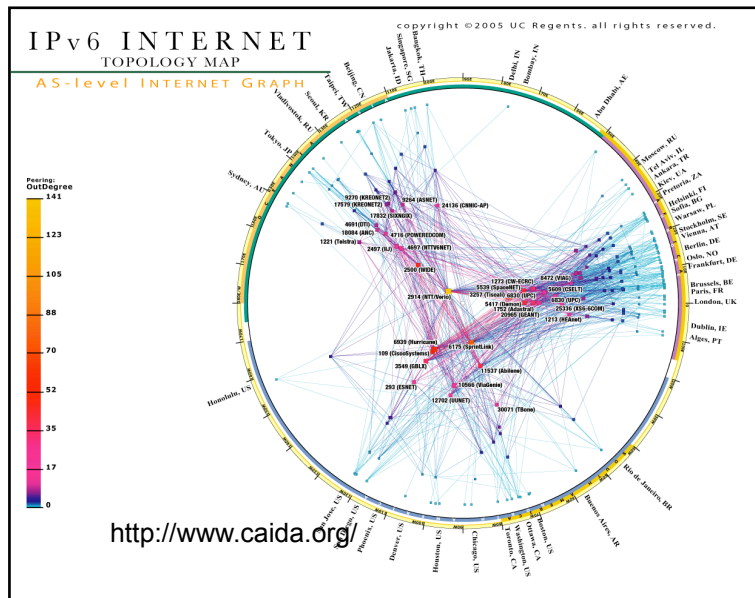 copyright ©2005 UC Regents. all rights reserved.
IPv6 INTERNET
TOPOLOGY MAP
AS-LEVEL INTERNET GRAPH
Peering:
OutDegree
141
123
105
88
70
52
35
17
0
Honolulu, US
Sydney, AU
Tokyo, JP
Vladivostok, RU
Seoul, KR
Taipei, TW
Beijing, CN
Jakarta, ID
Singapore, SG
Bangkok, TH
Delhi, IN
Bombay, IN
Abu Dhabi, AE
Moscow, RU
Tel Aviv, IL
Ankara, TR
Kiev, UA
Pretoria, ZA
Helsinki, FI
Sofia, BG
Warsaw, PL
Stockholm, SE
Vienna, AT
Berlin, DE
Oslo, NO
Frankfurt, DE
Brussels, BE
Paris, FR
London, UK
Dublin, IE
Alges, PT
Rio de Janeiro, BR
Buenos Aires, AR
Boston, US
Ottawa, CA
Washington, US
Toronto, CA
Chicago, US
Houston, US
Denver, US
Phoenix, US
9270 (KREONET2)
17579 (KREONET2)
9264 (ASNET)
17832 (SIXNGIX)
24136 (CNNIC-AP)
4691 (DTI)
18084 (ANC)
4716 (POWEREDCOM)
1221 (Telstra)
2497 (IIJ)
4697 (NTTV6NET)
2500 (WIDE)
2914 (NTT/Verio)
1273 (CW-ECRC)
8472 (VIAG)
5539 (SpaceNET)
5609 (CSELT)
3257 (Tiscali)
6830 (UPC)
6830 (UPC)
5417 (Demon)
1752 (Adastral)
25336 (XS6-6COM)
20965 (GEANT)
1213 (HEAnet)
6939 (Hurricane)
6175 (SprintLink)
109 (CiscoSystems)
3549 (GBLX)
11537 (Abilene)
293 (ESNET)
10566 (ViaGenie)
12702 (UUNET)
30071 (TBone)
http://www.caida.org/